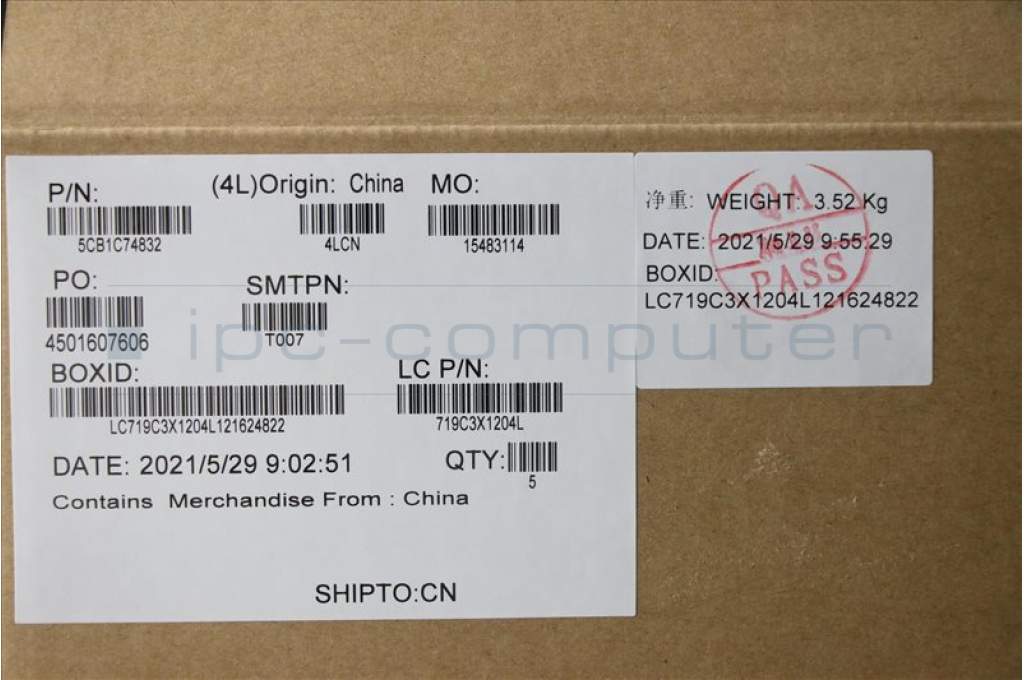 P/N:
5CB1C74832
(4L)Origin: China
4LCN
MO:
15483114
PO:
4501607606
SMTPN:
T007
BOXID:
LC719C3X1204L121624822
LC P/N:
719C3X1204L
DATE: 2021/5/29 9:02:51
QTY:
5
Contains Merchandise From : China
SHIPTO:CN
净重: WEIGHT: 3.52 Kg
DATE: 2021/5/29 9:55:29
BOXID:
LC719C3X1204L121624822
QA
PASS
ipc-computer